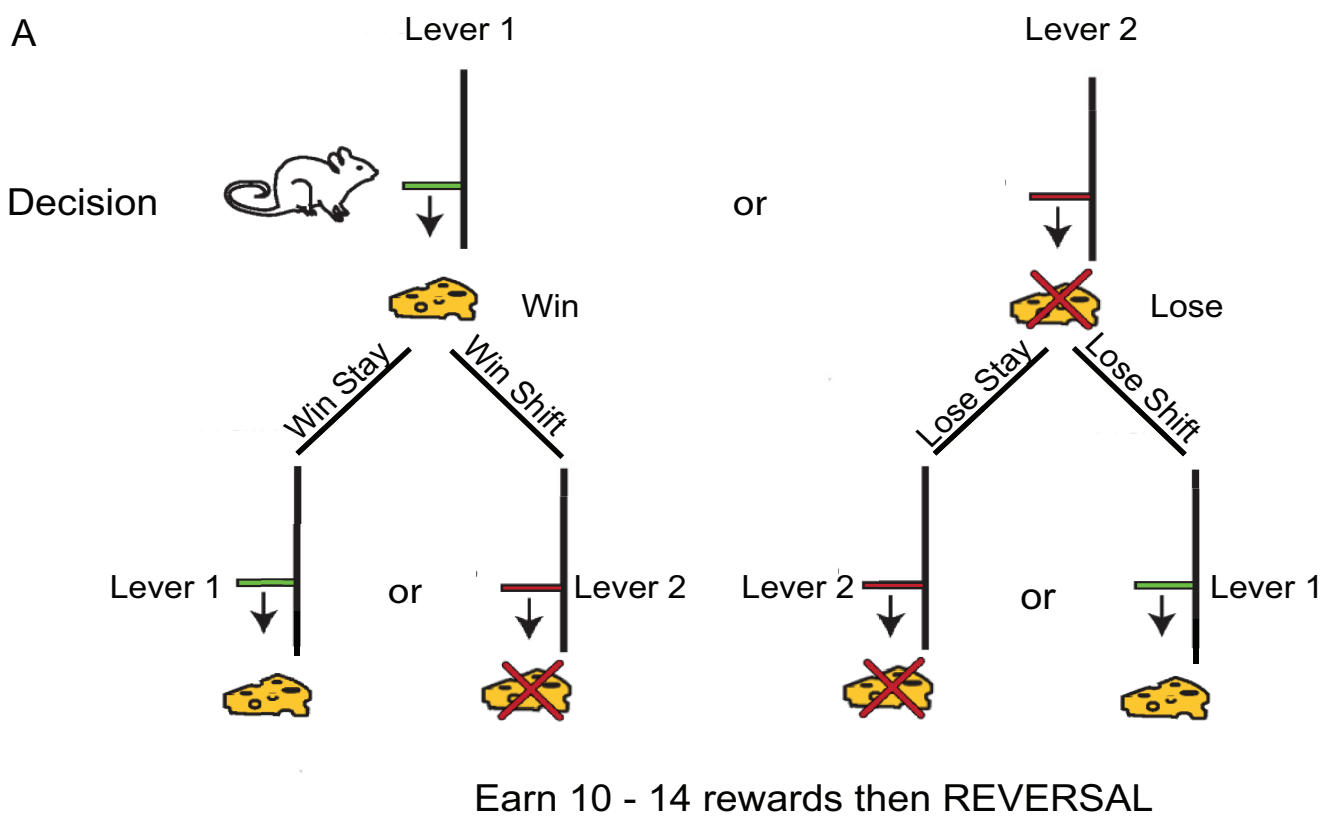 A
Lever 1
Lever 2
Decision
or
Win
Lose
Win Stay
Win Shift
Lose Stay
Lose Shift
Lever 1
or
Lever 2
Lever 2
or
Lever 1
Earn 10 - 14 rewards then REVERSAL